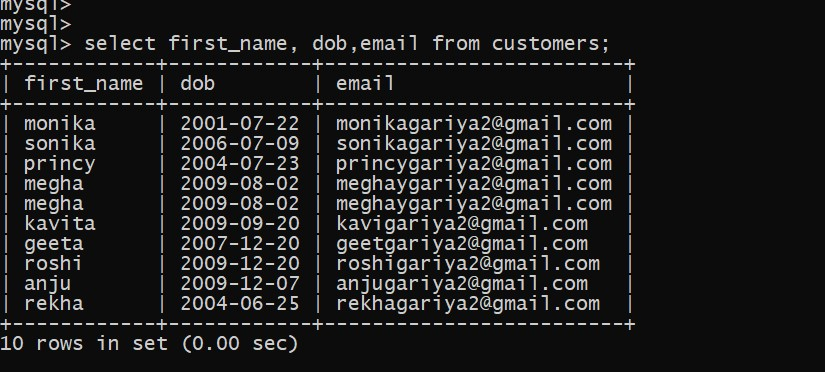 mysql>
mysql>
mysql> select first_name, dob,email from customers;
+------------+------------+-------------------------+
| first_name | dob        | email                   |
+------------+------------+-------------------------+
| monika     | 2001-07-22 | monikagariya2@gmail.com |
| sonika     | 2006-07-09 | sonikagariya2@gmail.com |
| princy     | 2004-07-23 | princygariya2@gmail.com |
| megha      | 2009-08-02 | meghaygariya2@gmail.com |
| megha      | 2009-08-02 | meghaygariya2@gmail.com |
| kavita     | 2009-09-20 | kavigariya2@gmail.com   |
| geeta      | 2007-12-20 | geetgariya2@gmail.com   |
| roshi      | 2009-12-20 | roshigariya2@gmail.com  |
| anju       | 2009-12-07 | anjugariya2@gmail.com   |
| rekha      | 2004-06-25 | rekhagariya2@gmail.com  |
+------------+------------+-------------------------+
10 rows in set (0.00 sec)